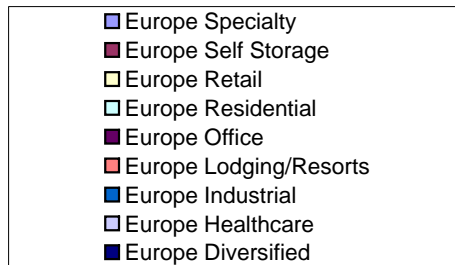 Europe Specialty
Europe Self Storage
Europe Retail
Europe Residential
Europe Office
Europe Lodging/Resorts
Europe Industrial
Europe Healthcare
Europe Diversified